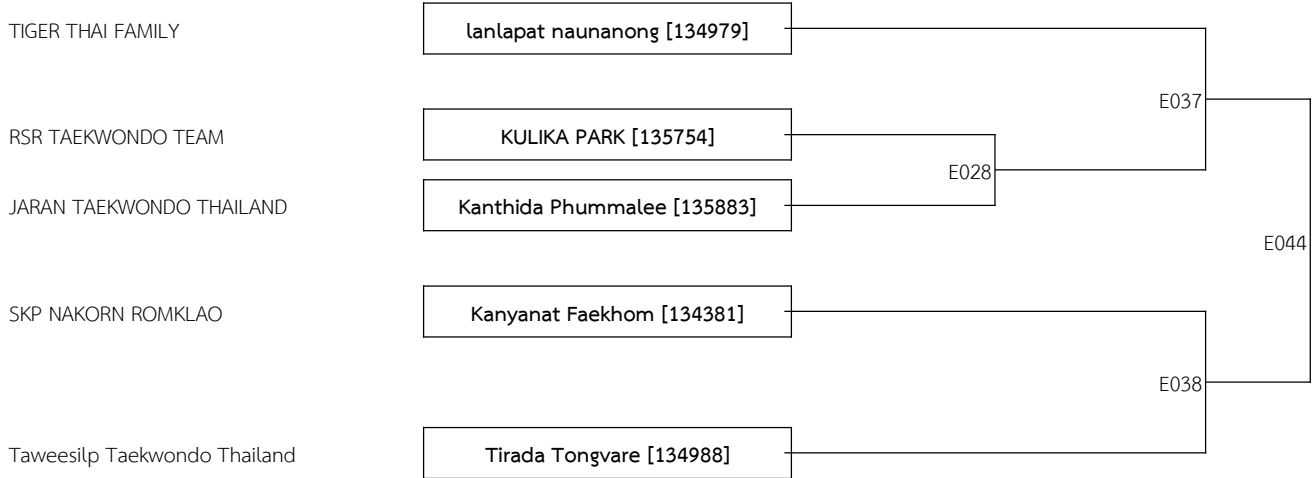 TIGER THAI FAMILY
lanlapat naunanong [134979]
E037
RSR TAEKWONDO TEAM
KULIKA PARK [135754]
E028
JARAN TAEKWONDO THAILAND
Kanthida Phummalee [135883]
E044
SKP NAKORN ROMKLAO
Kanyanat Faekhom [134381]
E038
Taweesilp Taekwondo Thailand
Tirada Tongvare [134988]